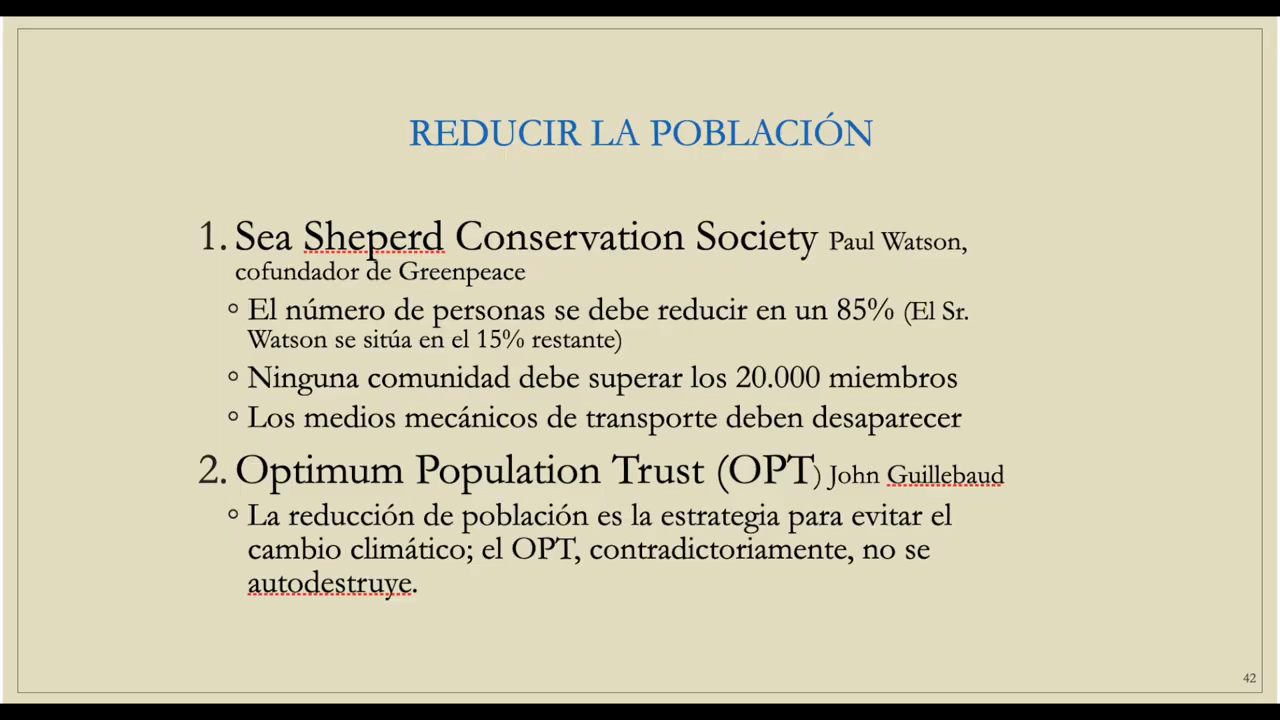 REDUCIR LA POBLACIÓN
1. Sea Sheperd Conservation Society Paul Watson,
cofundador de Greenpeace
◦ El número de personas se debe reducir en un 85% (El Sr.
Watson se sitúa en el 15% restante)
◦ Ninguna comunidad debe superar los 20.000 miembros
◦ Los medios mecánicos de transporte deben desaparecer
2. Optimum Population Trust (OPT) John Guillebaud
◦ La reducción de población es la estrategia para evitar el
cambio climático; el OPT, contradictoriamente, no se
autodestruye.
42